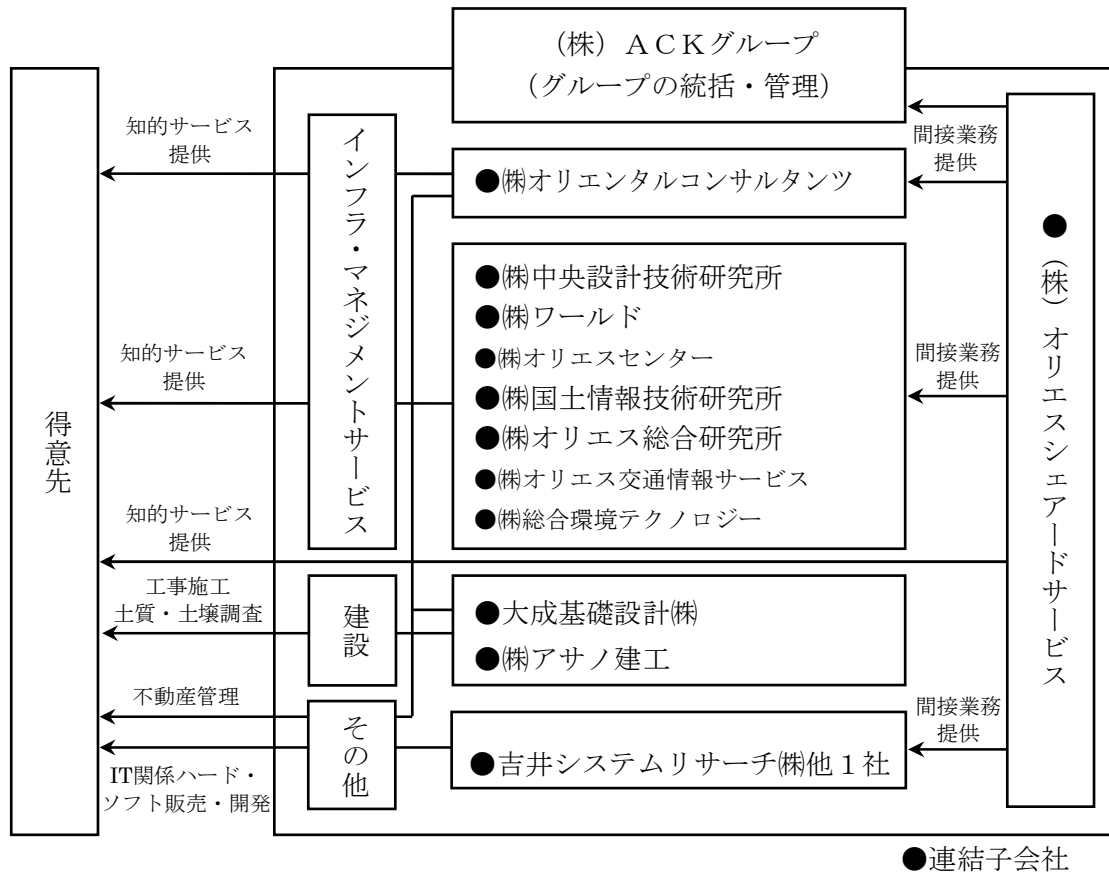 (株)ACKグループ
(グループの統括・管理)
得意先
知的サービス
提供
知的サービス
提供
知的サービス
提供
工事施工
土質・土壌調査
不動産管理
IT関係ハード・
ソフト販売・開発
インフラ・マネジメントサービス
建設
その他
●㈱オリエンタルコンサルタンツ
●㈱中央設計技術研究所
●㈱ワールド
●㈱オリエスセンター
●㈱国土情報技術研究所
●㈱オリエス総合研究所
●㈱オリエス交通情報サービス
●㈱総合環境テクノロジー
●大成基礎設計㈱
●㈱アサノ建工
●吉井システムリサーチ㈱他1社
間接業務
提供
間接業務
提供
間接業務
提供
●(株)オリエスシェアードサービス
●連結子会社